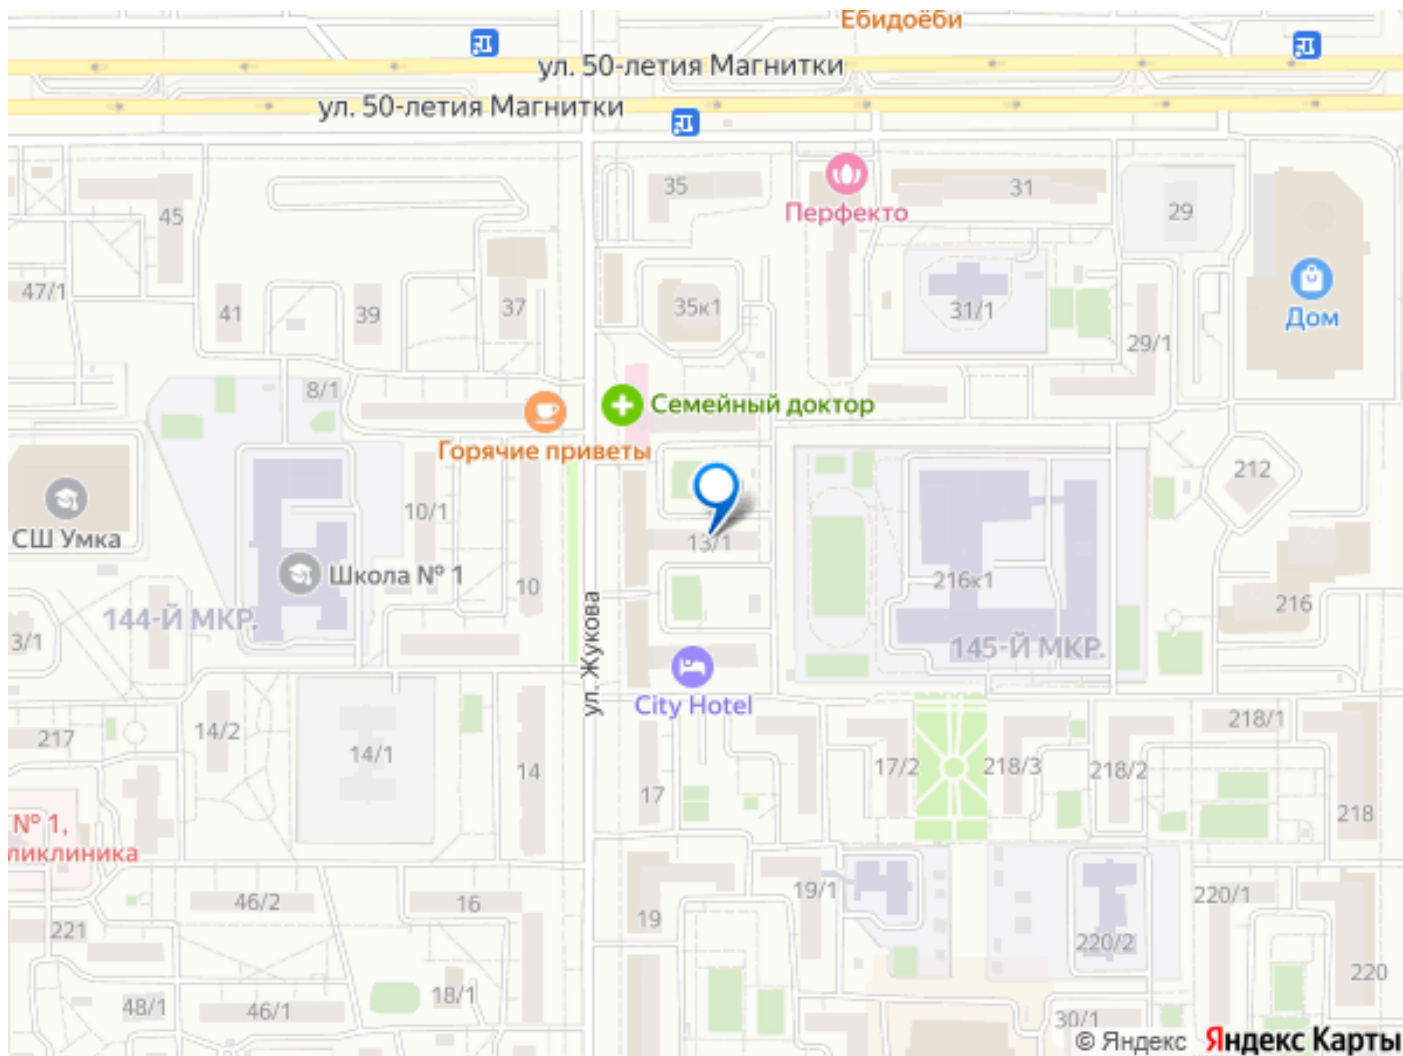 Ебидоёби
ул. 50-летия Магнитки
ул. 50-летия Магнитки
35
31
45
Перфекто
29
47/1
41
39
37
35к1
31/1
Дом
29/1
8/1
Семейный доктор
Горячие приветы
212
10/1
СШ Умка
13/1
Школа № 1
10
216к1
216
144-Й МКР.
3/1
ул. Жукова
145-Й МКР.
City Hotel
217
14/2
14/1
14
17
17/2
218/3
218/2
218/1
218
№ 1,
ликлиника
46/2
16
19/1
220/1
221
19
220/2
220
48/1
46/1
18/1
30/1
© Яндекс Яндекс Карты